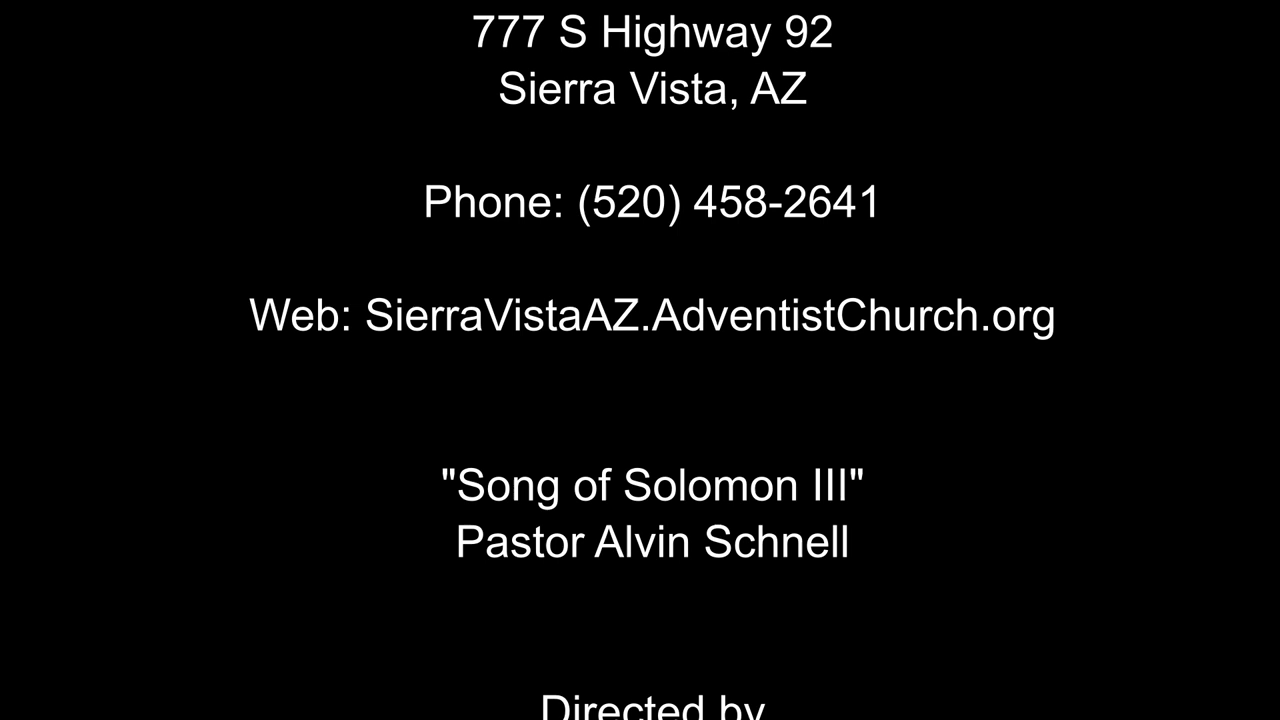 777 S Highway 92
Sierra Vista, AZ
Phone: (520) 458-2641
Web: SierraVistaAZ.AdventistChurch.org
"Song of Solomon III"
Pastor Alvin Schnell
Directed by